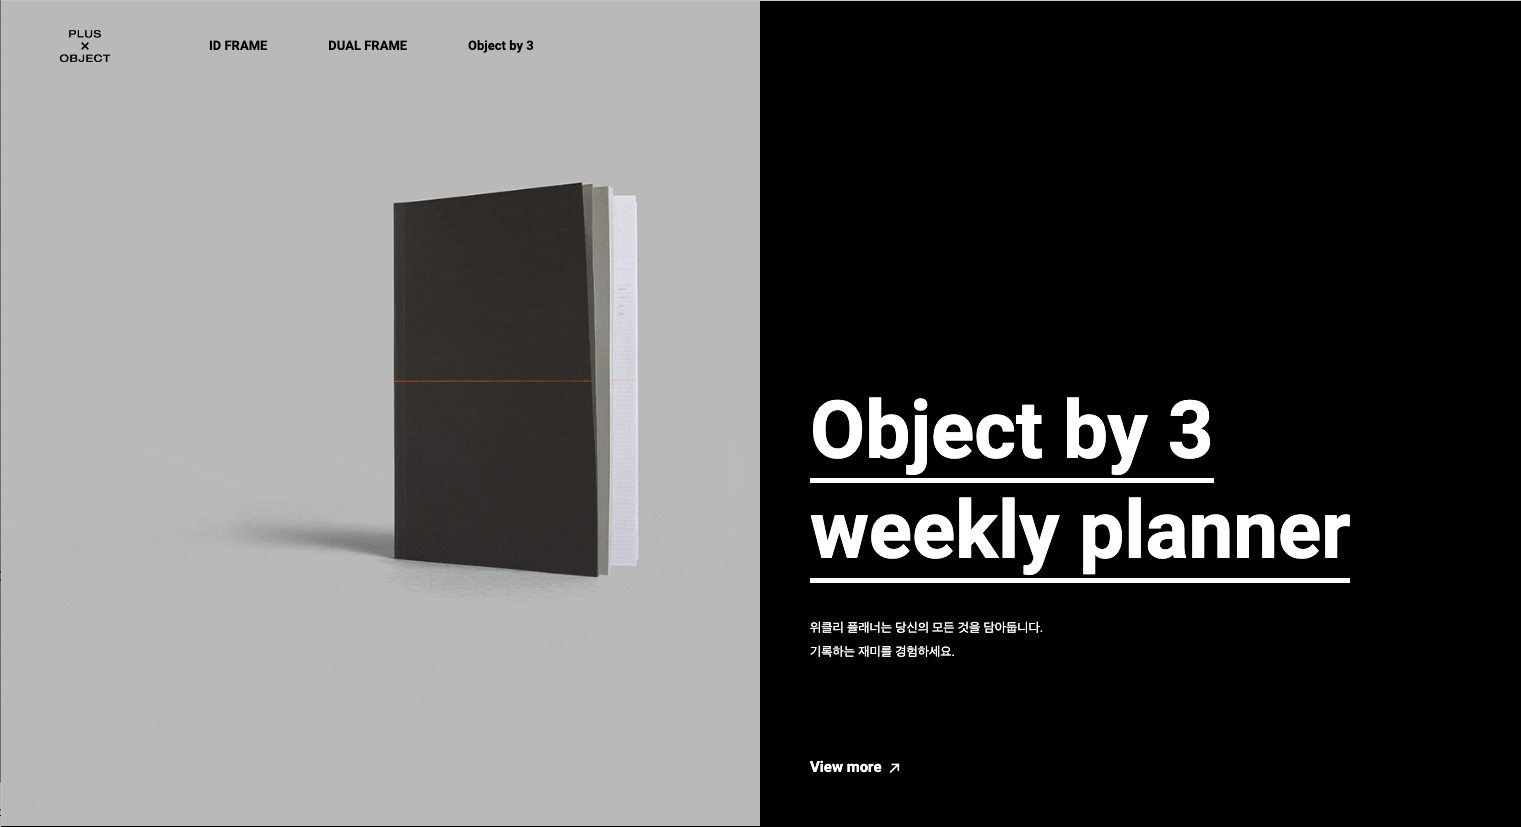 PLUS
×
OBJECT
ID FRAME
DUAL FRAME
Object by 3
Object by 3
weekly planner
위클리 플래너는 당신의 모든 것을 담아둡니다.
기록하는 재미를 경험하세요.
View more ↗